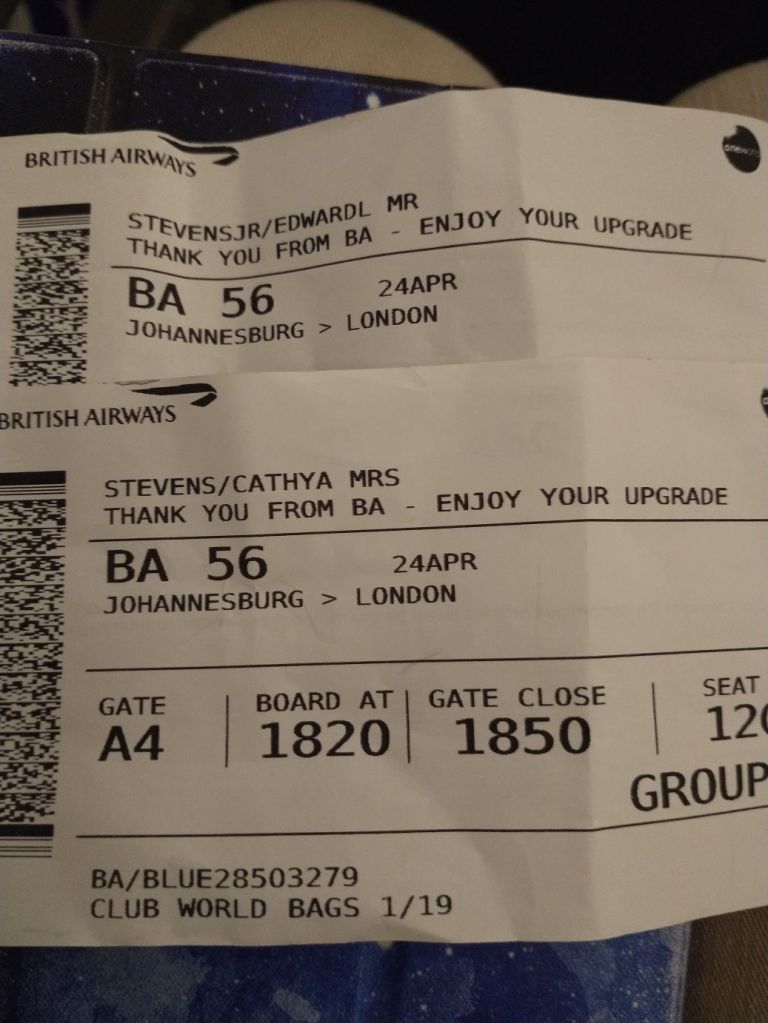 BRITISH AIRWAYS
oneworld
STEVENSJR/EDWARDL MR
THANK YOU FROM BA - ENJOY YOUR UPGRADE
BA 56 24APR
JOHANNESBURG > LONDON
BRITISH AIRWAYS
STEVENS/CATHYA MRS
THANK YOU FROM BA - ENJOY YOUR UPGRADE
BA 56 24APR
JOHANNESBURG > LONDON
GATE BOARD AT GATE CLOSE SEAT
A4 1820 1850 12
GROUP
BA/BLUE28503279
CLUB WORLD BAGS 1/19